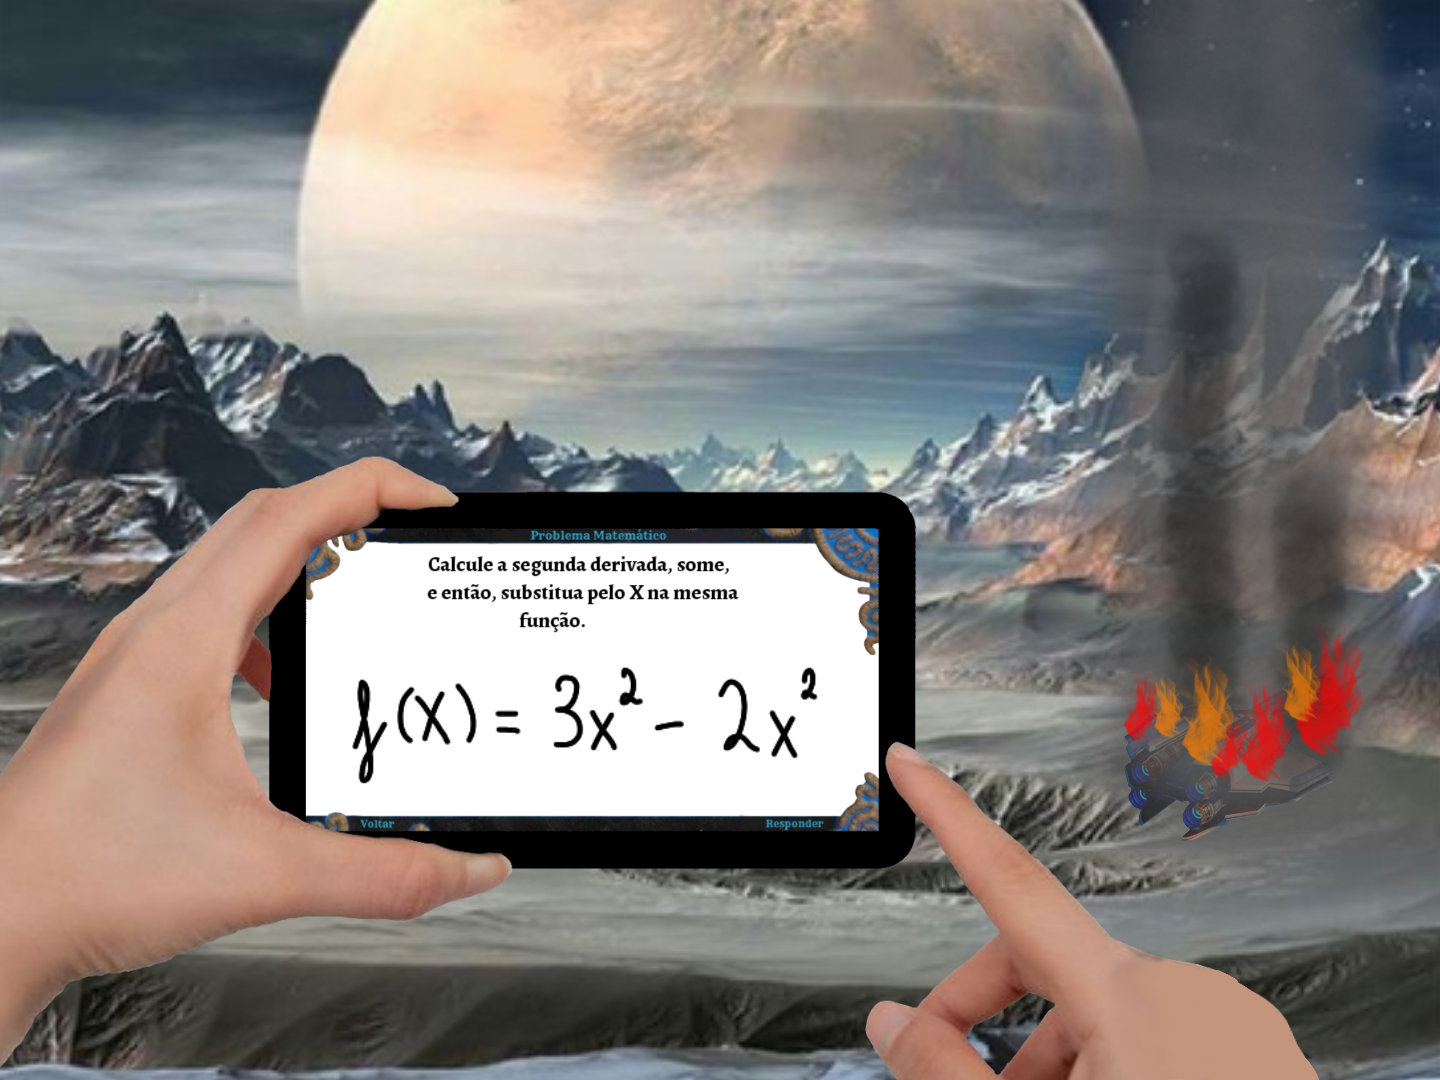 Problema Matemático
Calcule a segunda derivada, some,
e então, substitua pelo X na mesma
função.
f(x) = 3x² - 2x²
Voltar
Responder